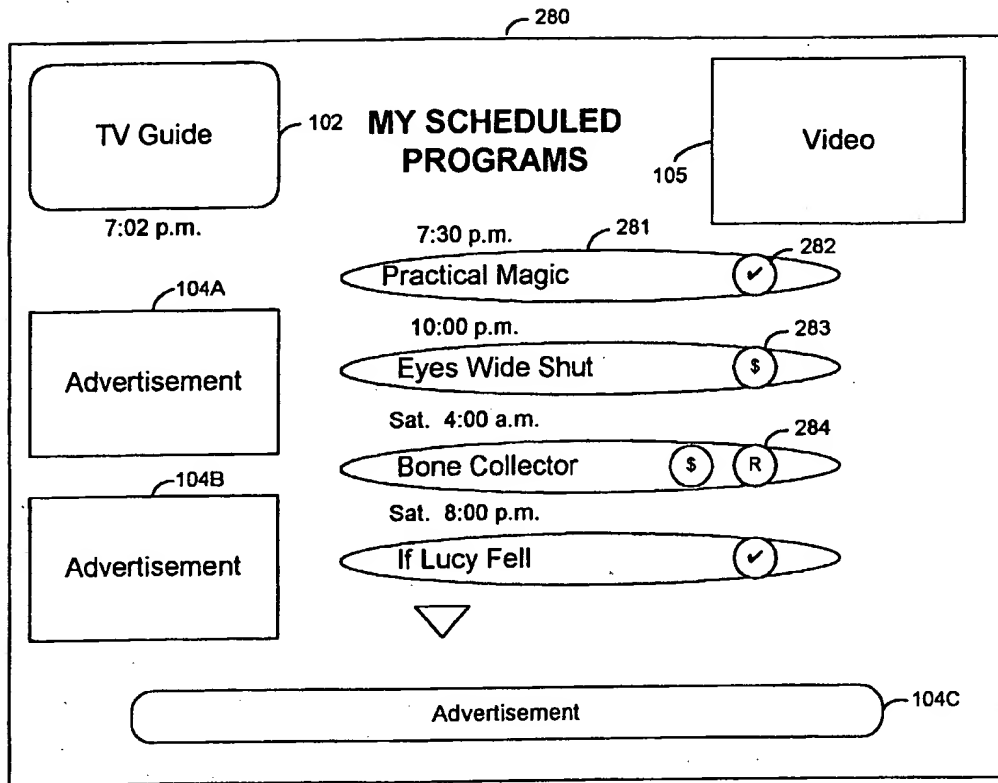 280
TV Guide
102
MY SCHEDULED
PROGRAMS
Video
105
7:02 p.m.
7:30 p.m.
281
282
Practical Magic
✓
104A
Advertisement
10:00 p.m.
283
Eyes Wide Shut
$
Sat. 4:00 a.m.
284
Bone Collector
$
R
104B
Advertisement
Sat. 8:00 p.m.
If Lucy Fell
✓
Advertisement
104C